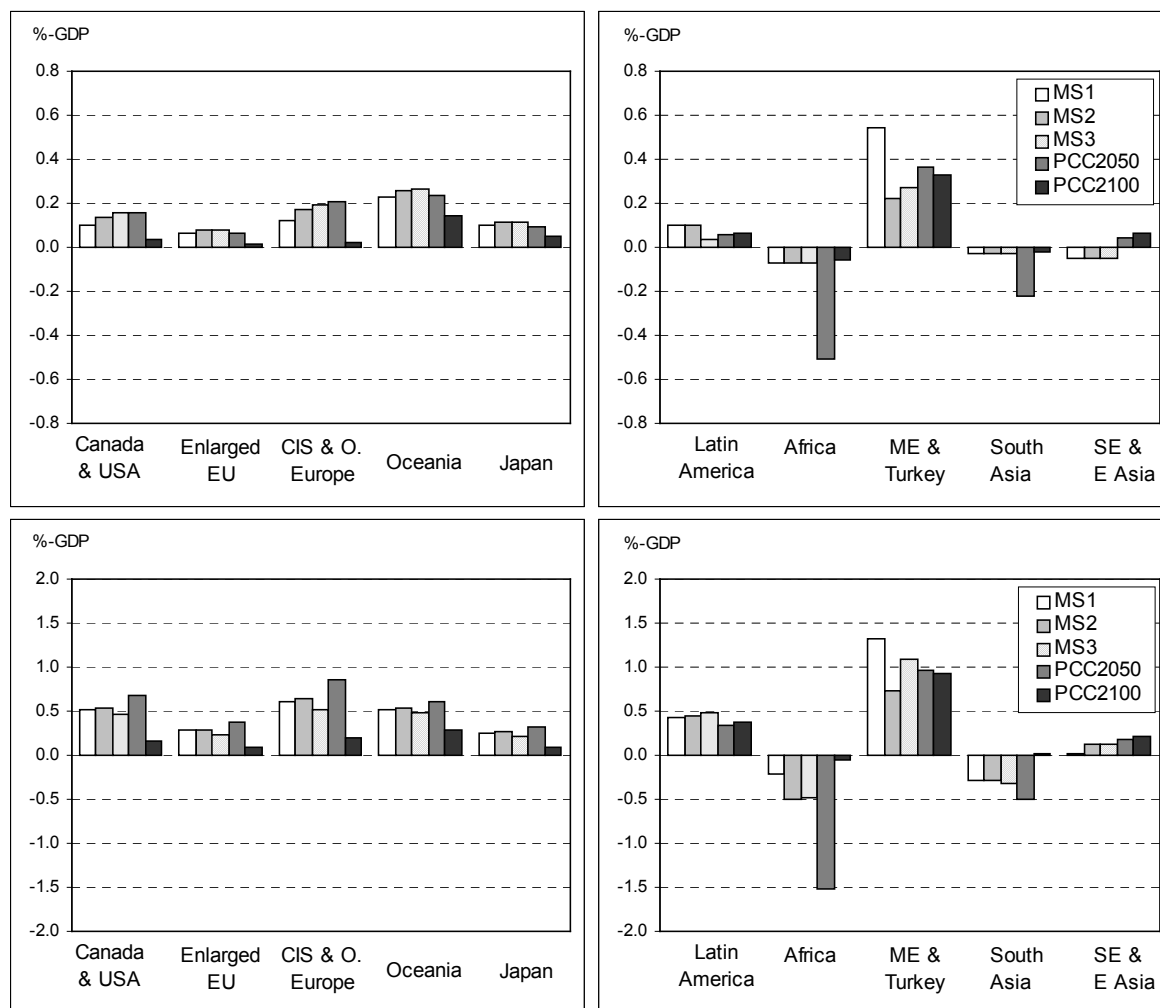 %-GDP
0.8
0.6
0.4
0.2
0.0
-0.2
-0.4
-0.6
-0.8
Canada
& USA
Enlarged
EU
CIS & O.
Europe
Oceania
Japan
%-GDP
0.8
0.6
0.4
0.2
0.0
-0.2
-0.4
-0.6
-0.8
MS1
MS2
MS3
PCC2050
PCC2100
Latin
America
Africa
ME &
Turkey
South
Asia
SE &
E Asia
%-GDP
2.0
1.5
1.0
0.5
0.0
-0.5
-1.0
-1.5
-2.0
Canada
& USA
Enlarged
EU
CIS & O.
Europe
Oceania
Japan
%-GDP
2.0
1.5
1.0
0.5
0.0
-0.5
-1.0
-1.5
-2.0
MS1
MS2
MS3
PCC2050
PCC2100
Latin
America
Africa
ME &
Turkey
South
Asia
SE &
E Asia